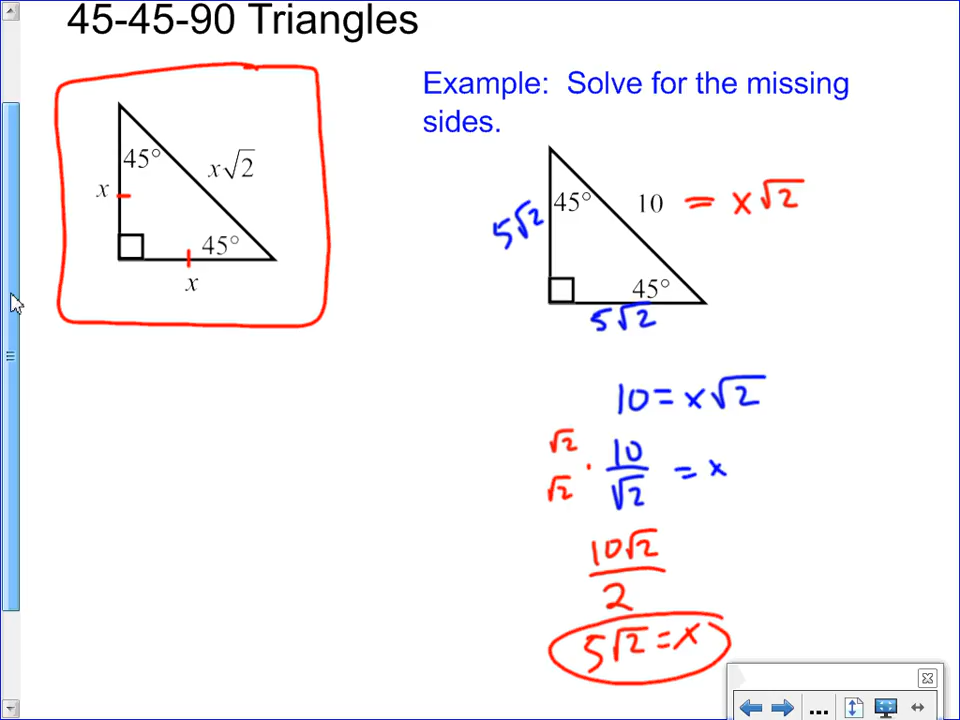 45-45-90 Triangles
45°
x√2
x
45°
x
Example: Solve for the missing
sides.
5√2
45°
10 = x√2
45°
5√2
10 = x√2
√2/√2 · 10/√2 = x
10√2/2
5√2 = x
...